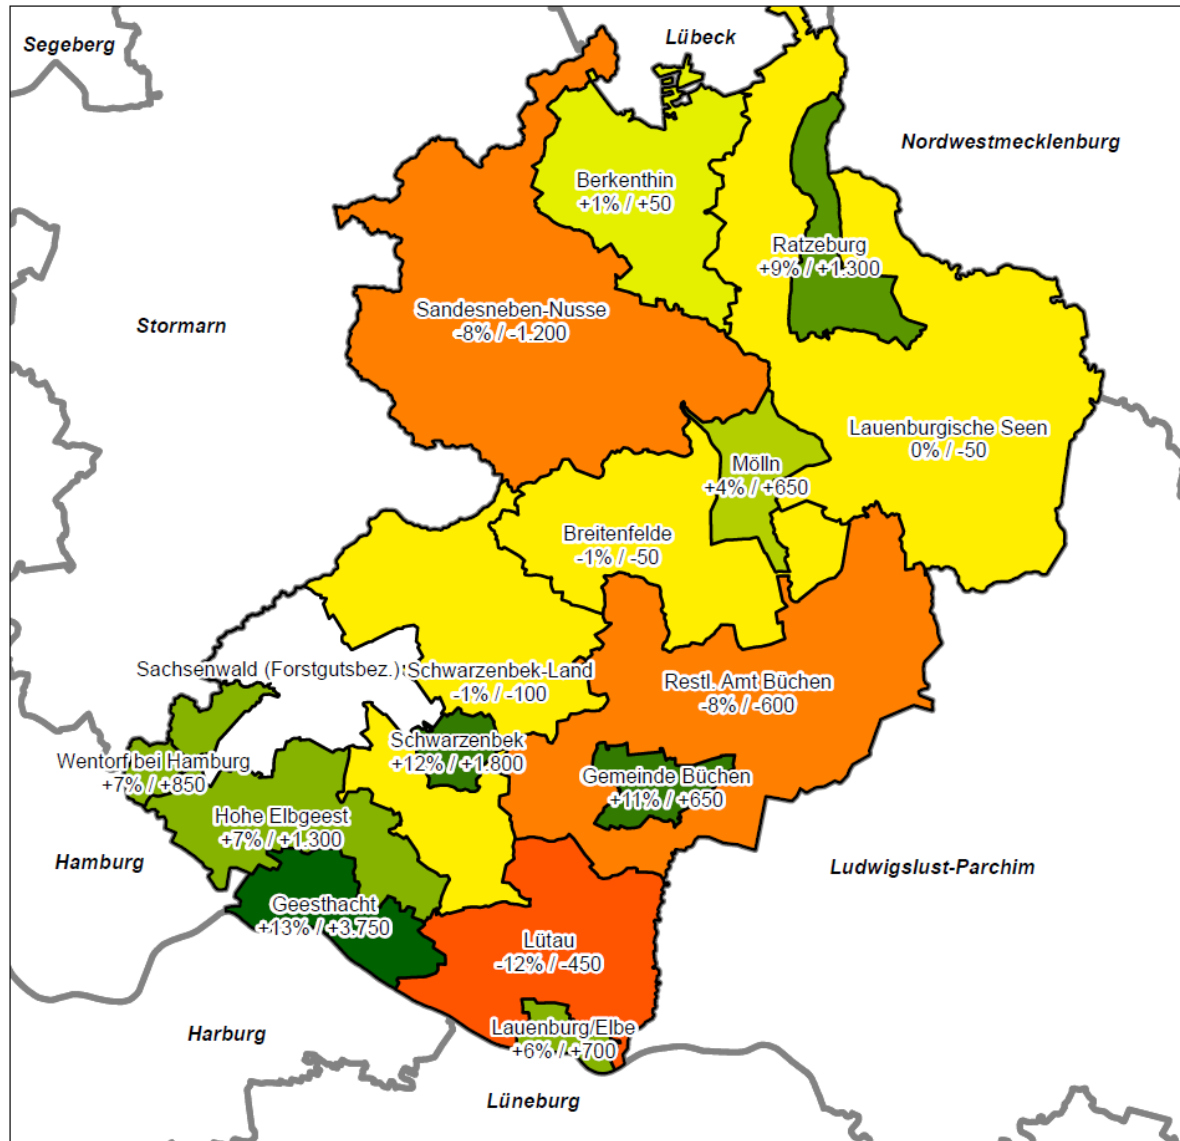 Segeberg
Lübeck
Nordwestmecklenburg
Berkenthin
+1% / +50
Ratzeburg
+9% / +1.300
Sandesneben-Nusse
-8% / -1.200
Stormarn
Lauenburgische Seen
0% / -50
Mölln
+4% / +650
Breitenfelde
-1% / -50
Sachsenwald (Forstgutsbez.)
Schwarzenbek-Land
-1% / -100
Restl. Amt Büchen
-8% / -600
Schwarzenbek
+12% / +1.800
Wentorf bei Hamburg
+7% / +850
Gemeinde Büchen
+11% / +650
Hohe Elbgeest
+7% / +1.300
Hamburg
Ludwigslust-Parchim
Geesthacht
+13% / +3.750
Lütau
-12% / -450
Harburg
Lauenburg/Elbe
+6% / +700
Lüneburg